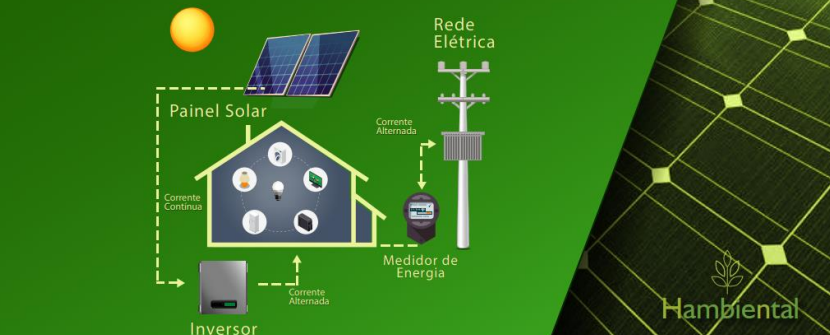 Rede
Elétrica
Painel Solar
Corrente
Alternada
Corrente
Contínua
Medidor de
Energia
Corrente
Alternada
Inversor
Hambiental